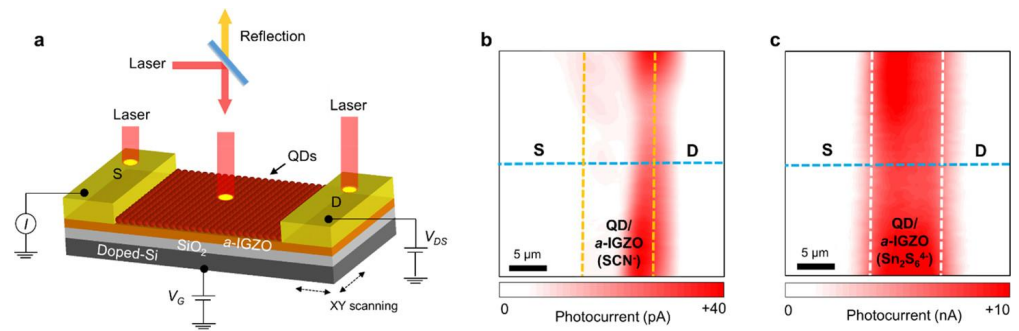 a
Reflection
Laser
Laser
Laser
QDs
S
D
I
SiO2
a-IGZO
Doped-Si
VDS
VG
XY scanning
b
S
D
QD/
a-IGZO
(SCN-)
5 μm
0
+40
Photocurrent (pA)
c
S
D
QD/
a-IGZO
(Sn2S64-)
5 μm
0
+10
Photocurrent (nA)